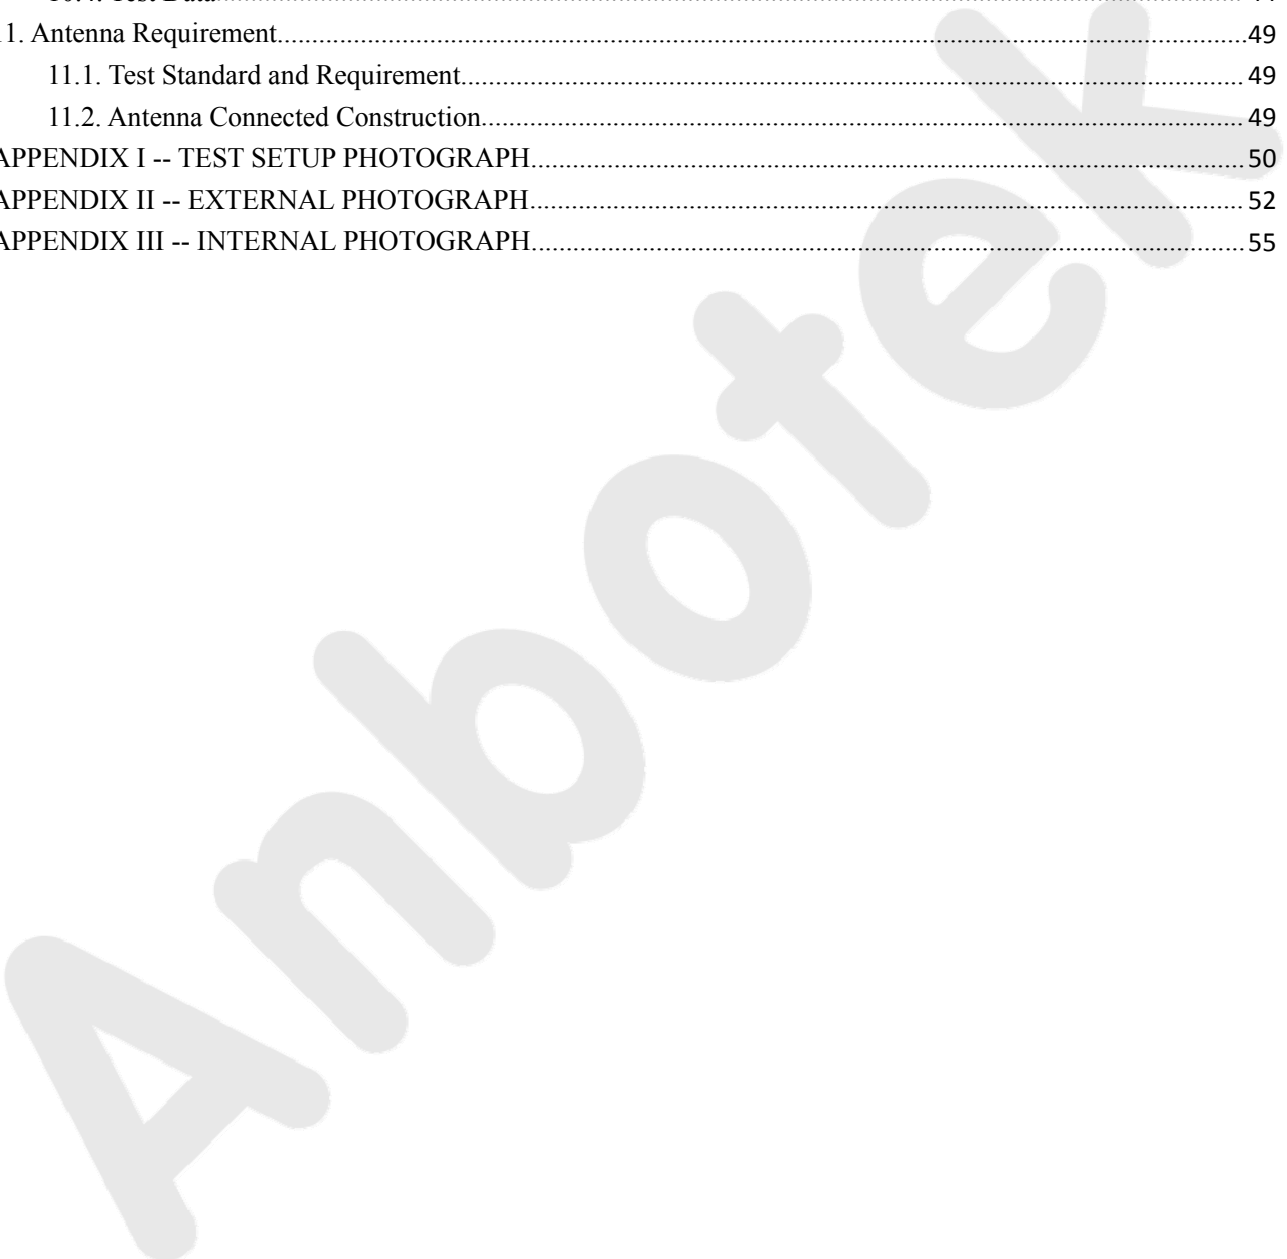 11. Antenna Requirement........49
11.1. Test Standard and Requirement........49
11.2. Antenna Connected Construction........49
APPENDIX I -- TEST SETUP PHOTOGRAPH........50
APPENDIX II -- EXTERNAL PHOTOGRAPH........52
APPENDIX III -- INTERNAL PHOTOGRAPH........55
Anbotek